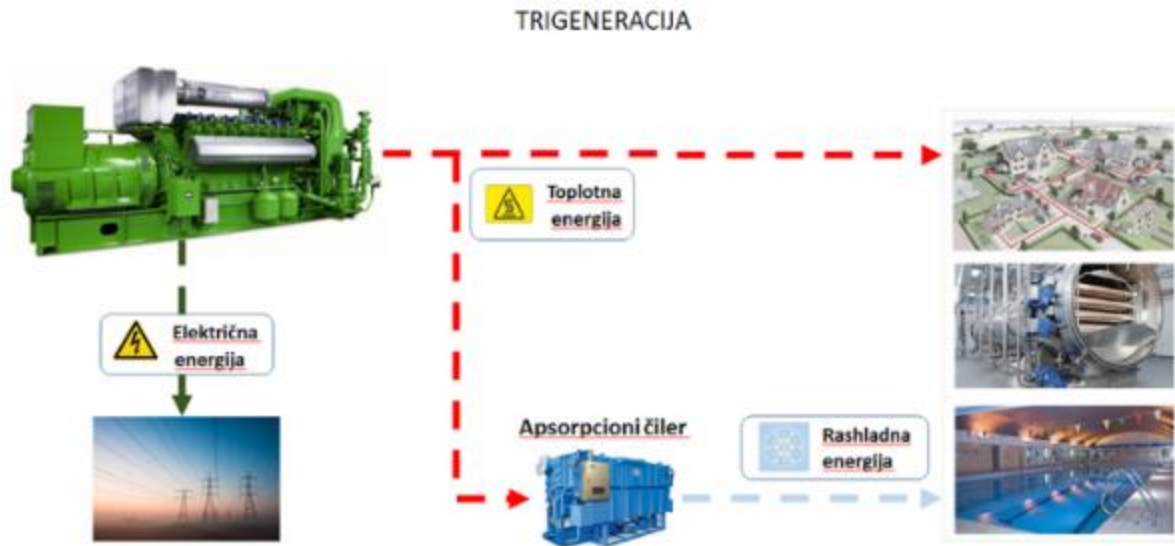 TRIGENERACIJA
Toplotna
energija
Električna
energija
Apsorpcioni čiler
Rashladna
energija